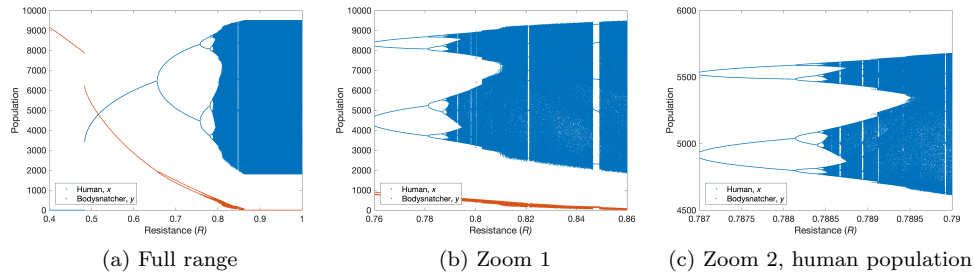 10000
9000
8000
7000
6000
5000
4000
3000
2000
1000
0
Population
Human, x
Bodysnatcher, y
0.4 0.5 0.6 0.7 0.8 0.9 1
Resistance (R)
(a) Full range
10000
9000
8000
7000
6000
5000
4000
3000
2000
1000
0
Population
Human, x
Bodysnatcher, y
0.76 0.78 0.8 0.82 0.84 0.86
Resistance (R)
(b) Zoom 1
6000
5500
5000
4500
Population
Human, x
Bodysnatcher, y
0.787 0.7875 0.788 0.7885 0.789 0.7895 0.79
Resistance (R)
(c) Zoom 2, human population